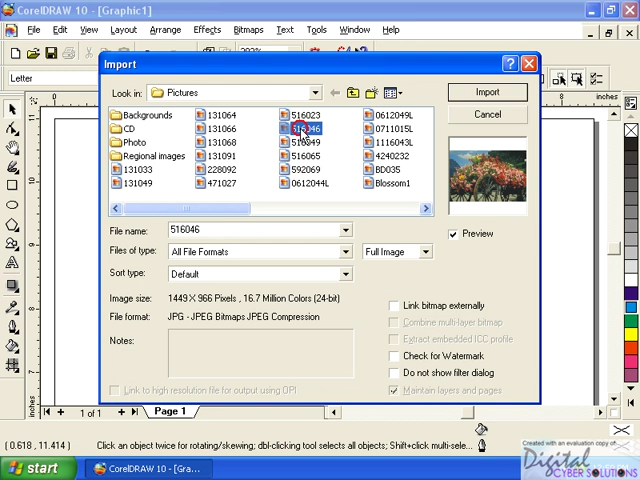 CorelDRAW 10 - [Graphic1]
File Edit View Layout Arrange Effects Bitmaps Text Tools Window Help
Letter
Import
Look in: Pictures
Backgrounds
CD
Photo
Regional images
131033
131049
131064
131066
131068
131091
228092
471027
516023
516046
516049
516065
592069
0612044L
0612049L
0711015L
1116043L
4240232
BD035
Blossom1
Import
Cancel
Preview
File name: 516046
Files of type: All File Formats Full Image
Sort type: Default
Image size: 1449 X 966 Pixels , 16.7 Million Colors (24-bit)
File format: JPG - JPEG Bitmaps JPEG Compression
Notes:
Link bitmap externally
Combine multi-layer bitmap
Extract embedded ICC profile
Check for Watermark
Do not show filter dialog
Maintain layers and pages
Link to high resolution file for output using OPI
11
10
9
8
inches
inches
1 of 1 Page 1
( 0.618 , 11.414 ) Click an object twice for rotating/skewing; dbl-clicking tool selects all objects; Shift+click multi-sele...
start CorelDRAW 10 - [Gra...
Created with an evaluation copy of
Digital
CYBER SOLUTIONS